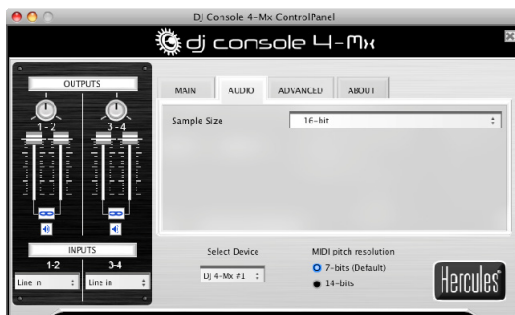 DJ Console 4-Mx ControlPanel
dj console 4-Mx
OUTPUTS
1-2
3-4
INPUTS
1-2
3-4
Line in
Line in
MAIN
AUDIO
ADVANCED
ABOUT
Sample Size
16-bit
Select Device
DJ 4-Mx #1
MIDI pitch resolution
7-bits (Default)
14-bits
Hercules